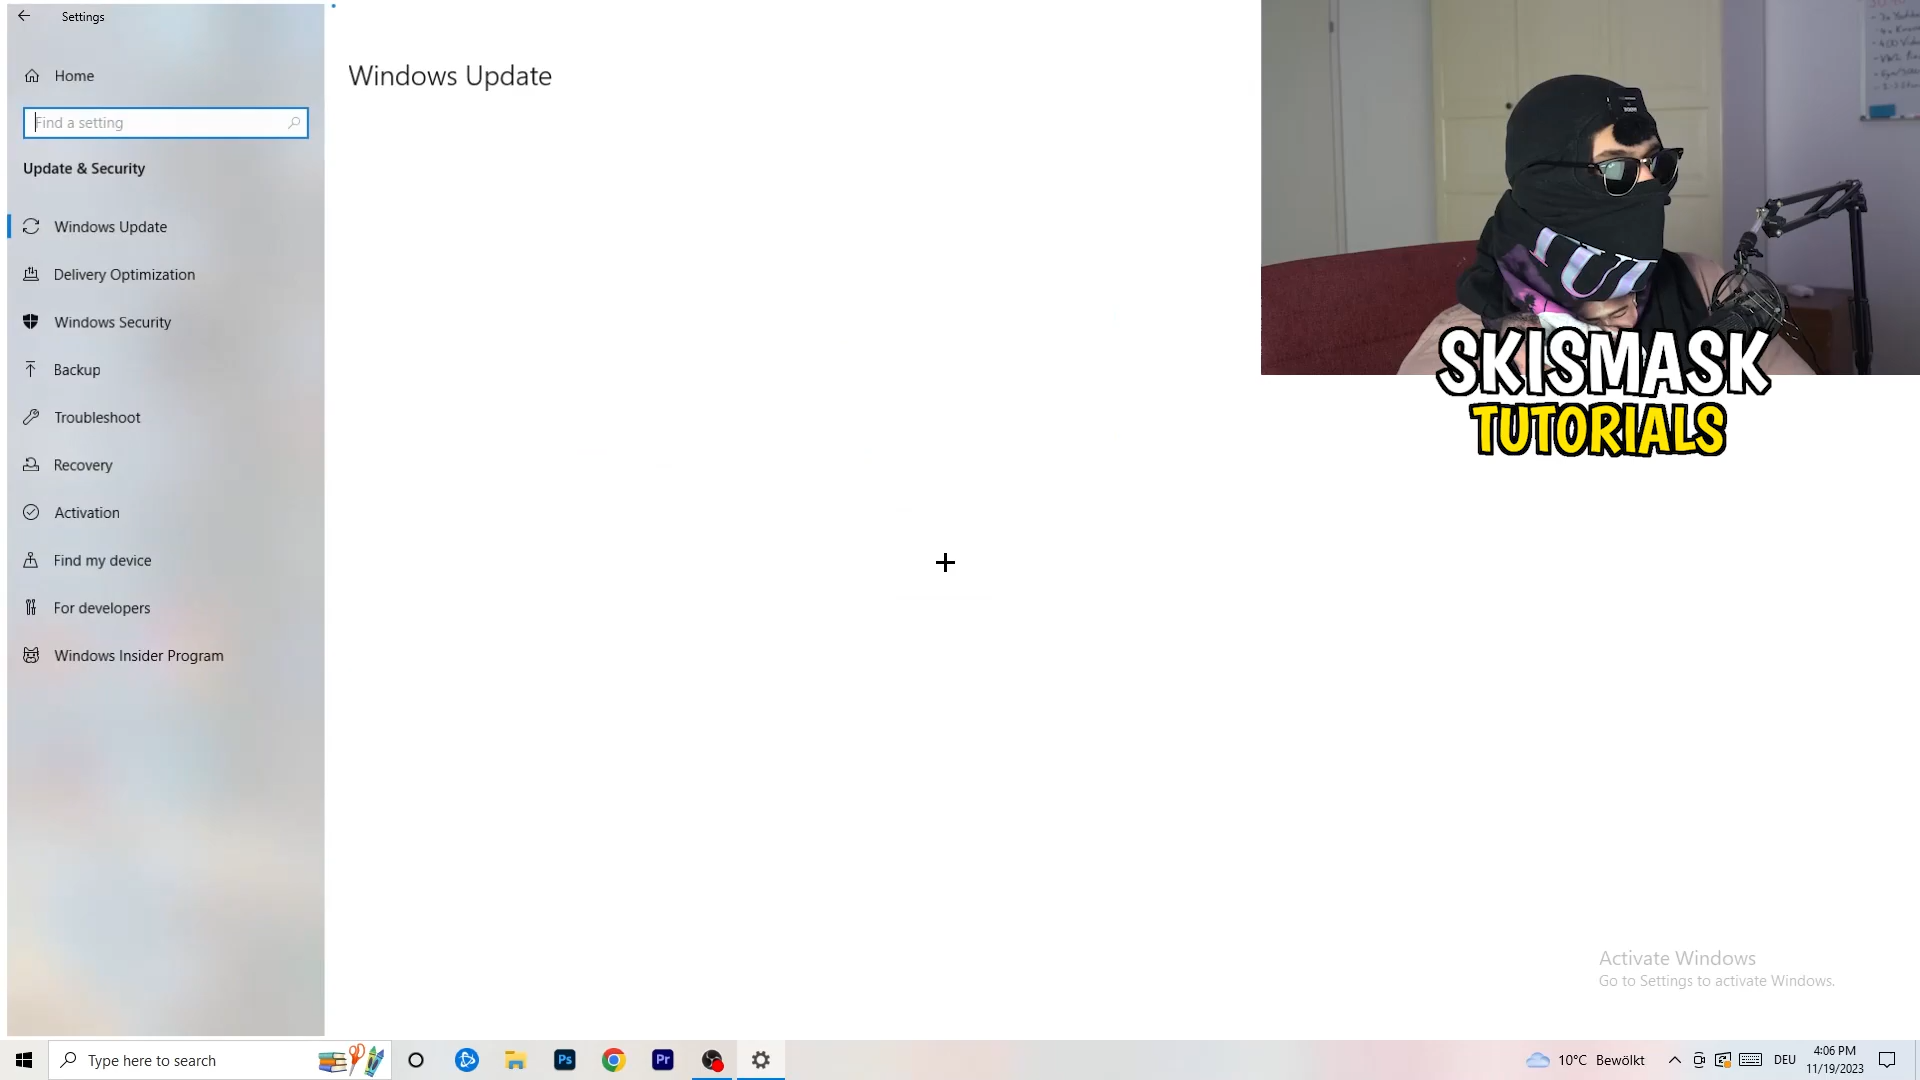 Settings
Home
Find a setting
Update & Security
Windows Update
Delivery Optimization
Windows Security
Backup
Troubleshoot
Recovery
Activation
Find my device
For developers
Windows Insider Program
Windows Update
SKISMASK
TUTORIALS
Activate Windows
Go to Settings to activate Windows.
Type here to search
Ps
Pr
10°C Bewölkt
DEU
4:06 PM
11/19/2023